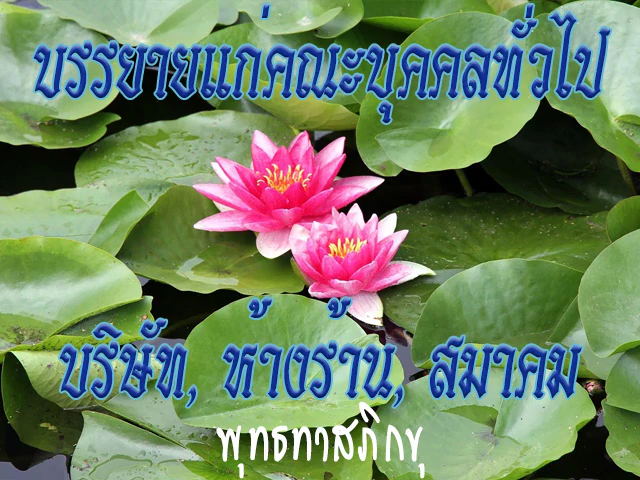 บรรยายแก่คณะบุคคลทั่วไป
บริษัท, ห้างร้าน, สมาคม
พุทธทาสภิกขุ